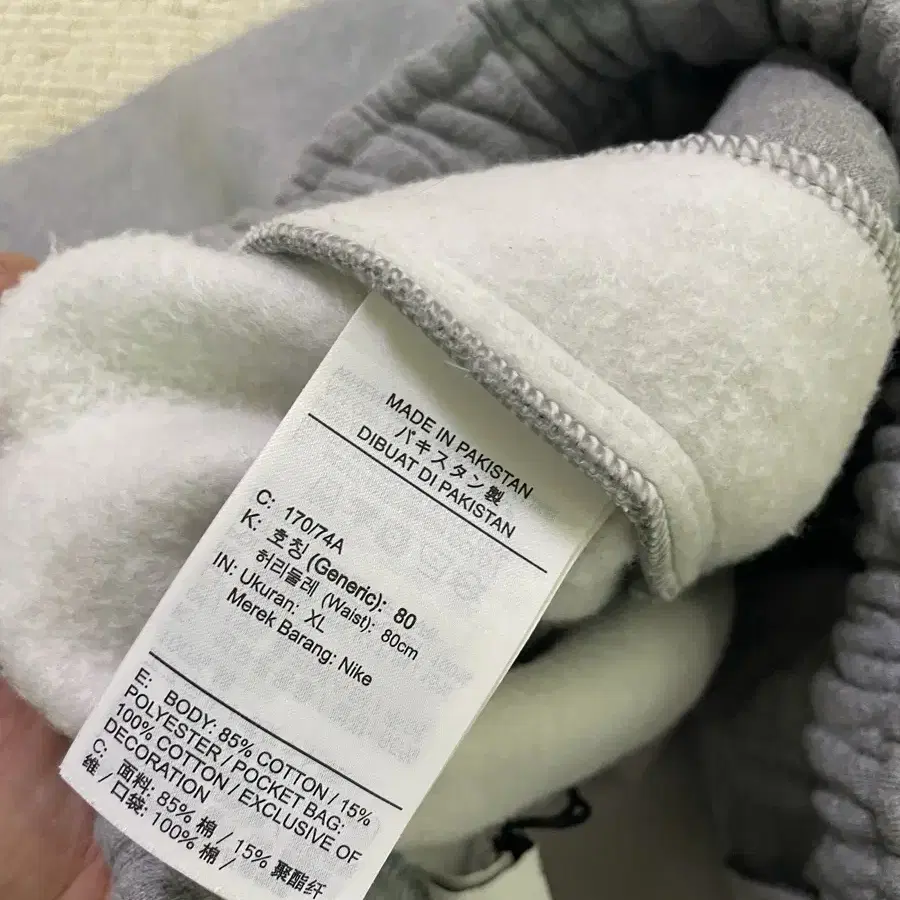 MADE IN PAKISTAN
パキスタン製
DIBUAT DI PAKISTAN
C: 170/74A
K: 호칭 (Generic): 80
허리둘레 (Waist): 80cm
IN: Ukuran: XL
Merek Barang: Nike
E: BODY: 85% COTTON / 15%
POLYESTER / POCKET BAG:
100% COTTON / EXCLUSIVE OF
DECORATION
C: 面料: 85% 棉 / 15% 聚酯纤
维 / 口袋: 100% 棉 /